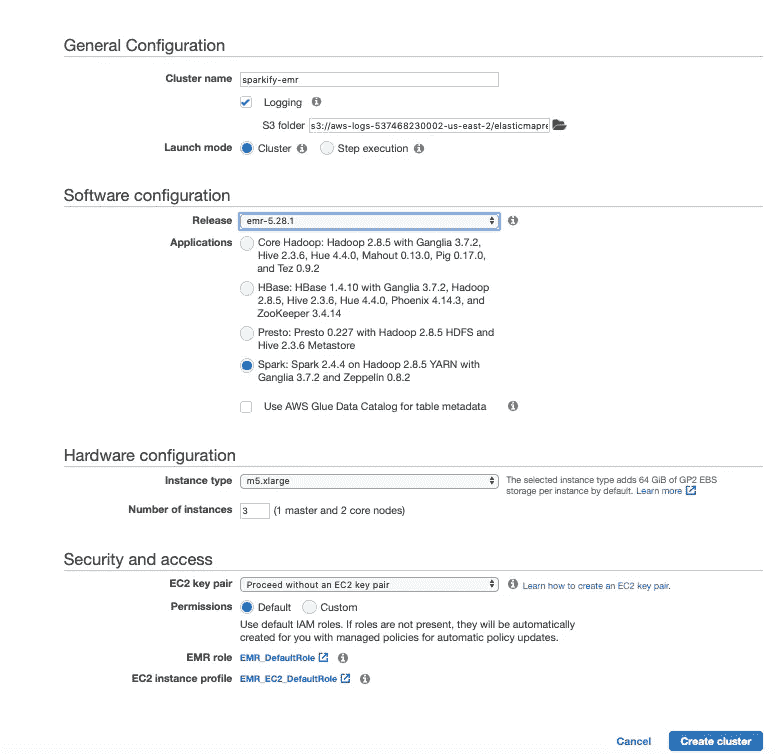 General Configuration
Cluster name sparkify-emr
Logging
S3 folder s3://aws-logs-537468230002-us-east-2/elasticmapre
Launch mode Cluster Step execution
Software configuration
Release emr-5.28.1
Applications Core Hadoop: Hadoop 2.8.5 with Ganglia 3.7.2,
Hive 2.3.6, Hue 4.4.0, Mahout 0.13.0, Pig 0.17.0,
and Tez 0.9.2
HBase: HBase 1.4.10 with Ganglia 3.7.2, Hadoop
2.8.5, Hive 2.3.6, Hue 4.4.0, Phoenix 4.14.3, and
ZooKeeper 3.4.14
Presto: Presto 0.227 with Hadoop 2.8.5 HDFS and
Hive 2.3.6 Metastore
Spark: Spark 2.4.4 on Hadoop 2.8.5 YARN with
Ganglia 3.7.2 and Zeppelin 0.8.2
Use AWS Glue Data Catalog for table metadata
Hardware configuration
Instance type m5.xlarge The selected instance type adds 64 GiB of GP2 EBS
storage per instance by default. Learn more
Number of instances 3 (1 master and 2 core nodes)
Security and access
EC2 key pair Proceed without an EC2 key pair Learn how to create an EC2 key pair.
Permissions Default Custom
Use default IAM roles. If roles are not present, they will be automatically
created for you with managed policies for automatic policy updates.
EMR role EMR_DefaultRole
EC2 instance profile EMR_EC2_DefaultRole
Cancel Create cluster